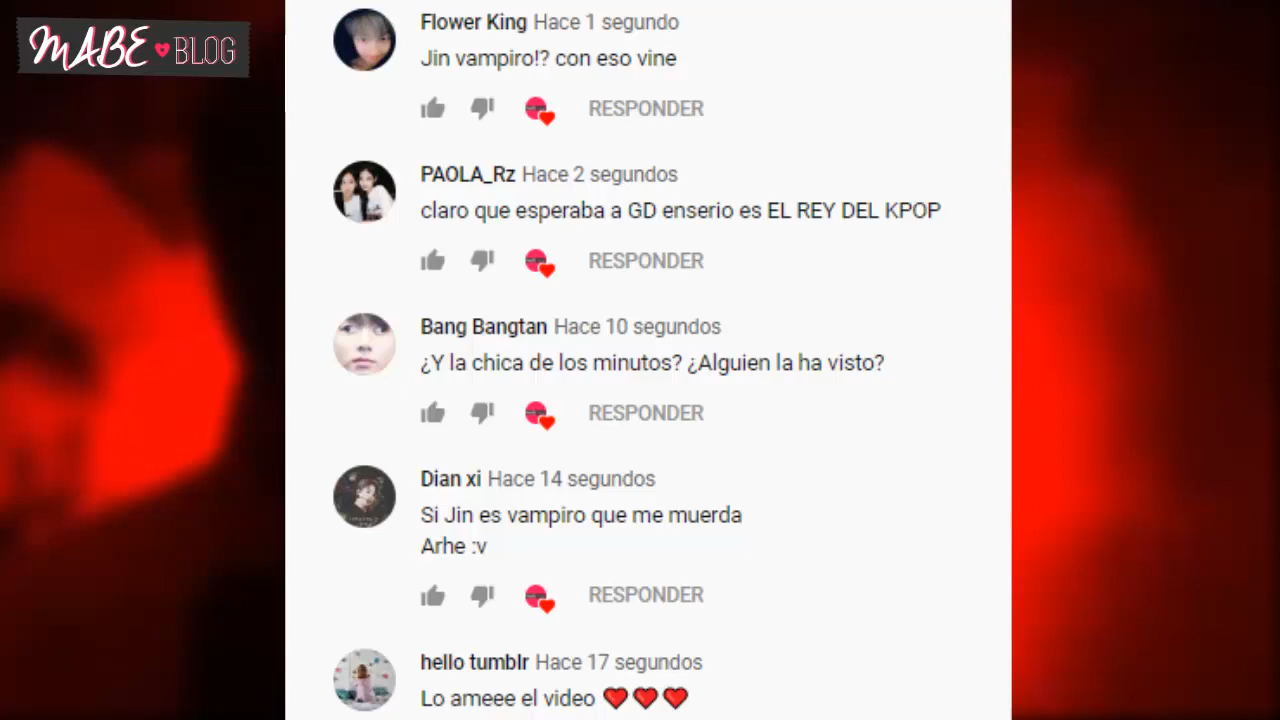 MABE BLOG
Flower King Hace 1 segundo
Jin vampiro!? con eso vine
RESPONDER
PAOLA_Rz Hace 2 segundos
claro que esperaba a GD enserio es EL REY DEL KPOP
RESPONDER
Bang Bangtan Hace 10 segundos
¿Y la chica de los minutos? ¿Alguien la ha visto?
RESPONDER
Dian xi Hace 14 segundos
Si Jin es vampiro que me muerda
Arhe :v
RESPONDER
hello tumblr Hace 17 segundos
Lo ameee el video ❤❤❤